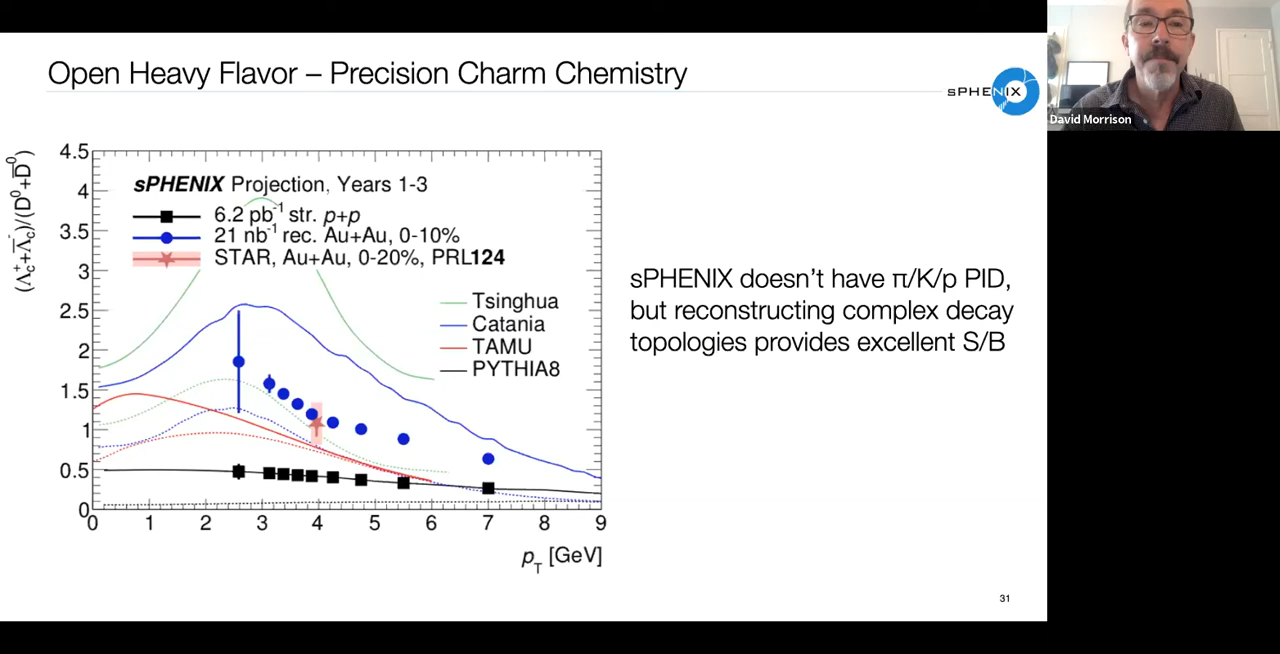 Open Heavy Flavor – Precision Charm Chemistry
sPHENIX
David Morrison
(Λc⁺+Λ̅c⁻)/(D⁰+D̅⁰)
4.5
4
3.5
3
2.5
2
1.5
1
0.5
0
sPHENIX Projection, Years 1-3
6.2 pb⁻¹ str. p+p
21 nb⁻¹ rec. Au+Au, 0-10%
STAR, Au+Au, 0-20%, PRL124
Tsinghua
Catania
TAMU
PYTHIA8
0 1 2 3 4 5 6 7 8 9
pT [GeV]
sPHENIX doesn’t have π/K/p PID,
but reconstructing complex decay
topologies provides excellent S/B
31